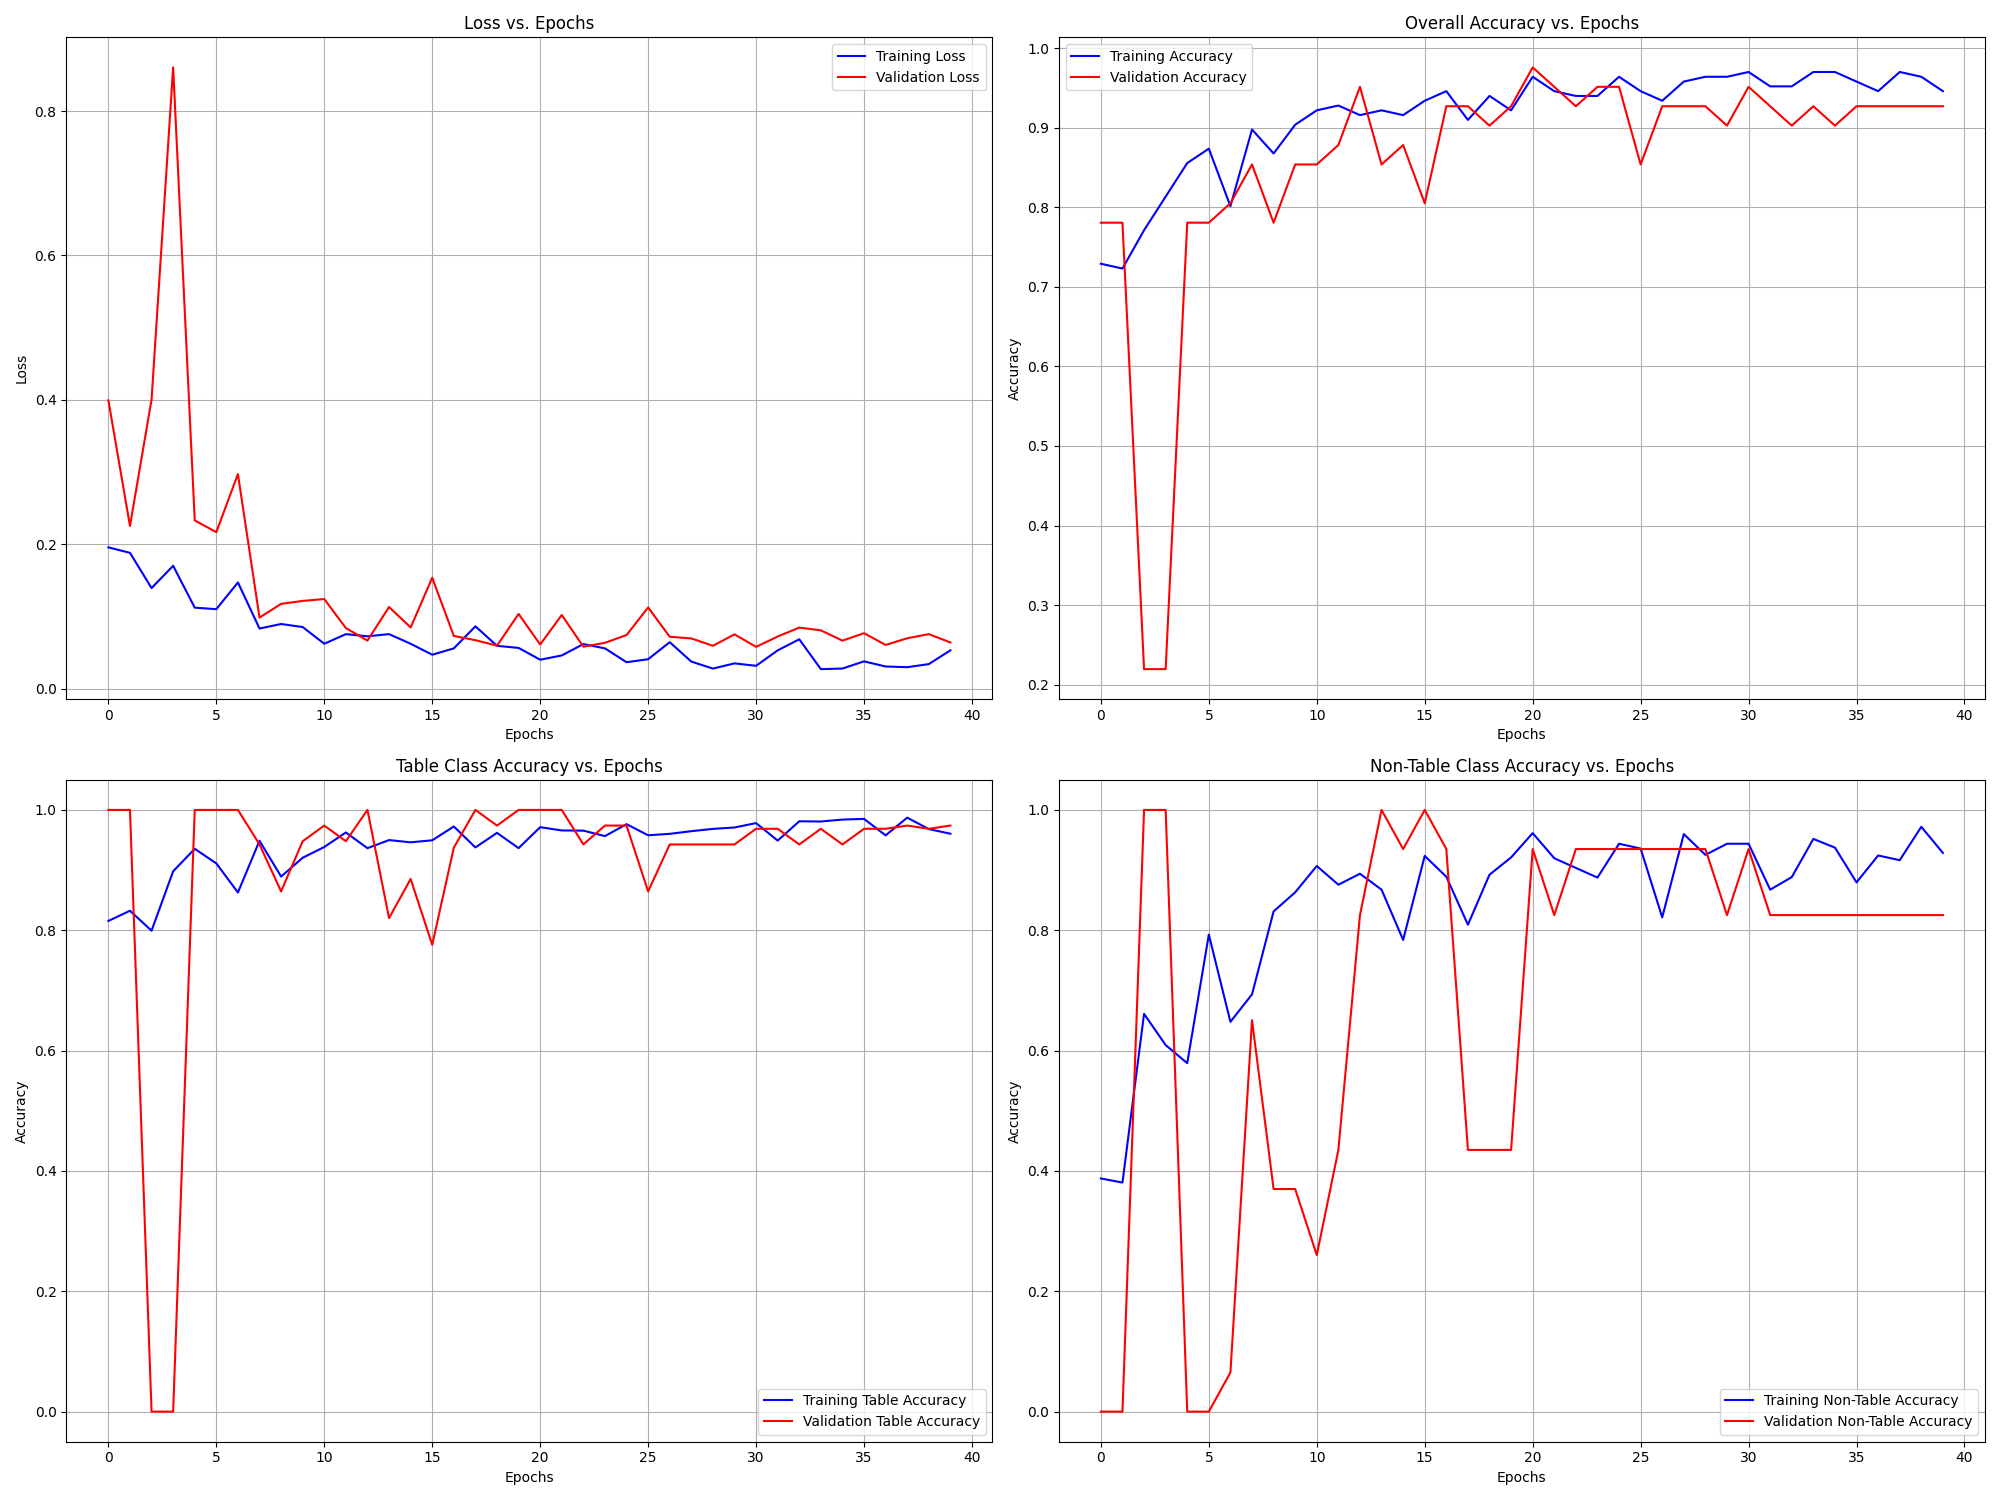 Loss vs. Epochs
Training Loss
Validation Loss
Loss
0.8
0.6
0.4
0.2
0.0
0 5 10 15 20 25 30 35 40
Epochs
Overall Accuracy vs. Epochs
Training Accuracy
Validation Accuracy
Accuracy
1.0
0.9
0.8
0.7
0.6
0.5
0.4
0.3
0.2
0 5 10 15 20 25 30 35 40
Epochs
Table Class Accuracy vs. Epochs
Accuracy
1.0
0.8
0.6
0.4
0.2
0.0
Training Table Accuracy
Validation Table Accuracy
0 5 10 15 20 25 30 35 40
Epochs
Non-Table Class Accuracy vs. Epochs
Accuracy
1.0
0.8
0.6
0.4
0.2
0.0
Training Non-Table Accuracy
Validation Non-Table Accuracy
0 5 10 15 20 25 30 35 40
Epochs